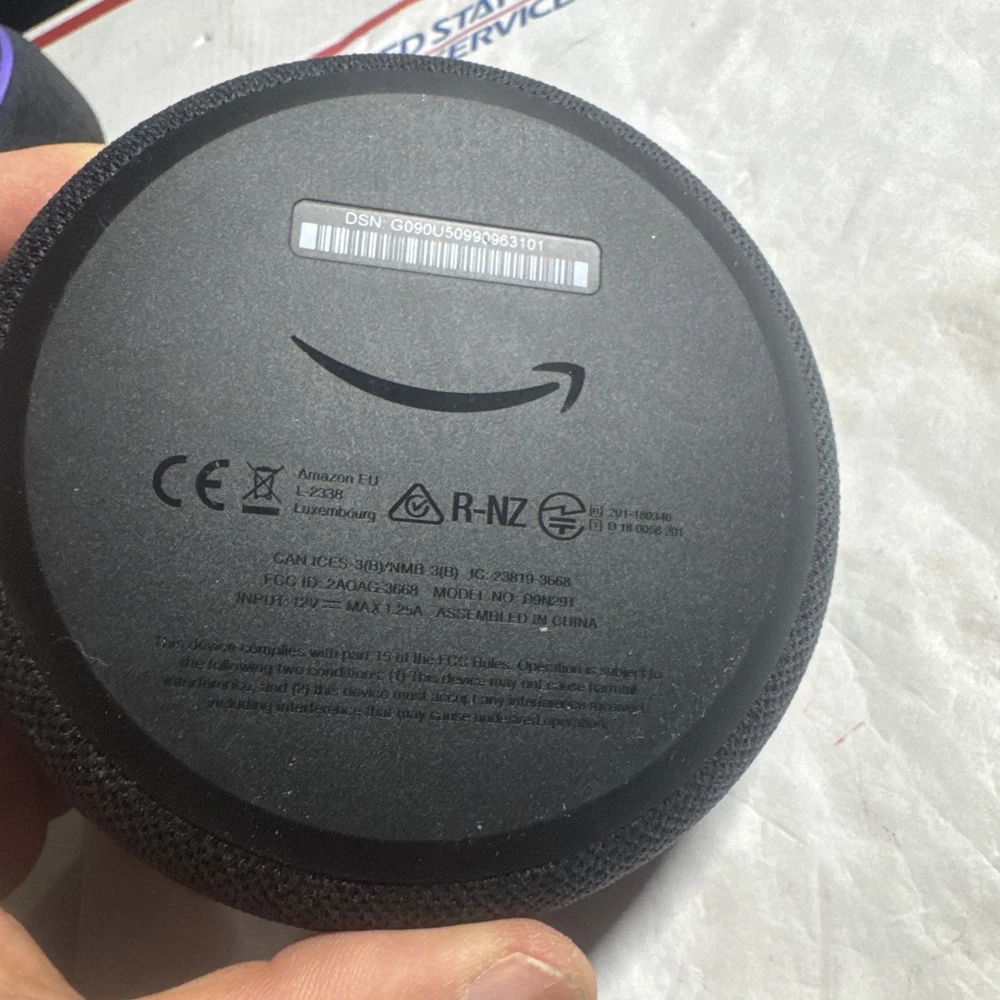 ED STAT
SERVICE
DSN: G090U50990963101
CE
Amazon EU
L-2338
Luxembourg
R-NZ
[R] 201-180346
[T] D 18 0056 201
CAN ICES-3(B)/NMB-3(B) IC: 23819-3668
FCC ID: 2AOAG-3668 MODEL NO: D9N29T
INPUT: 12V ⎓ MAX 1.25A ASSEMBLED IN CHINA
This device complies with part 15 of the FCC Rules. Operation is subject to
the following two conditions: (1) This device may not cause harmful
interference, and (2) this device must accept any interference received,
including interference that may cause undesired operation.